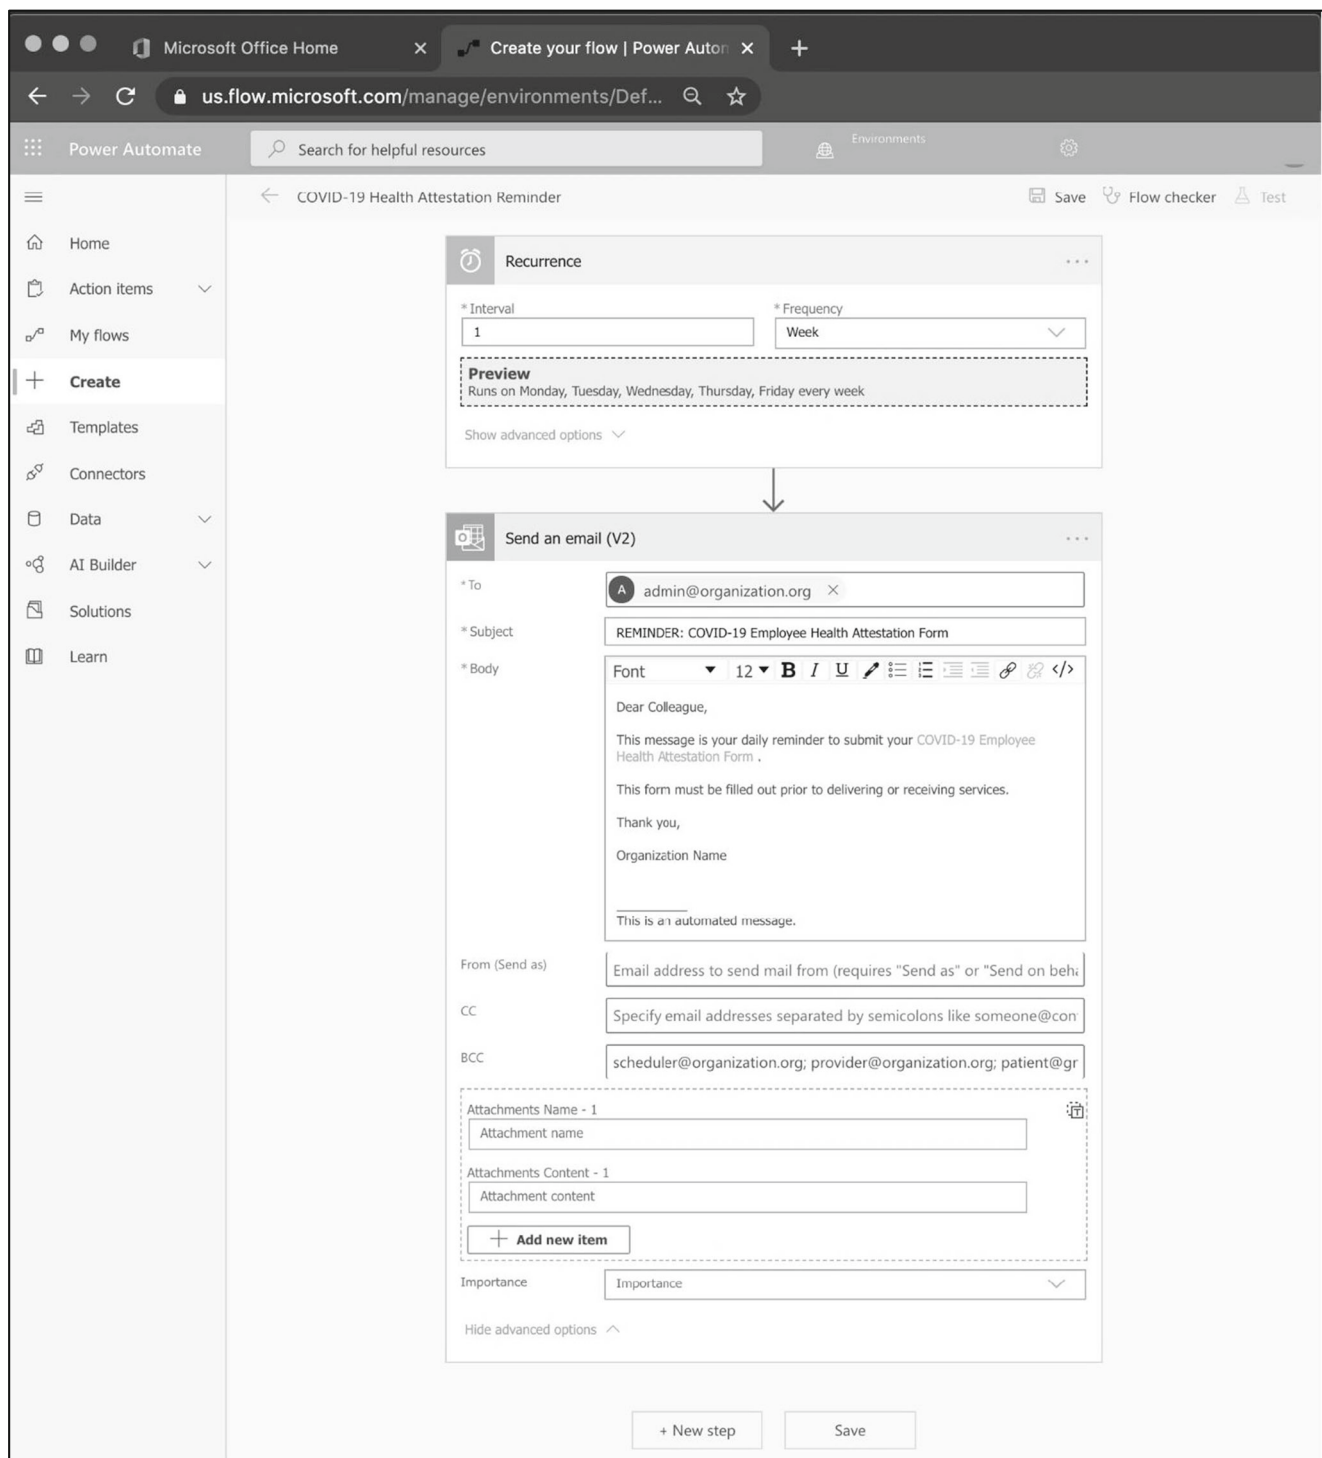 Microsoft Office Home
Create your flow | Power Autom
us.flow.microsoft.com/manage/environments/Def...
Power Automate
Search for helpful resources
Environments
COVID-19 Health Attestation Reminder
Save
Flow checker
Test
Home
Action items
My flows
Create
Templates
Connectors
Data
AI Builder
Solutions
Learn
Recurrence
* Interval
* Frequency
1
Week
Preview
Runs on Monday, Tuesday, Wednesday, Thursday, Friday every week
Show advanced options
Send an email (V2)
* To
A admin@organization.org
* Subject
REMINDER: COVID-19 Employee Health Attestation Form
* Body
Font 12 B I U </>
Dear Colleague,
This message is your daily reminder to submit your COVID-19 Employee
Health Attestation Form .
This form must be filled out prior to delivering or receiving services.
Thank you,
Organization Name
This is an automated message.
From (Send as)
Email address to send mail from (requires "Send as" or "Send on beha
CC
Specify email addresses separated by semicolons like someone@con
BCC
scheduler@organization.org; provider@organization.org; patient@gr
Attachments Name - 1
Attachment name
Attachments Content - 1
Attachment content
+ Add new item
Importance
Importance
Hide advanced options
+ New step
Save